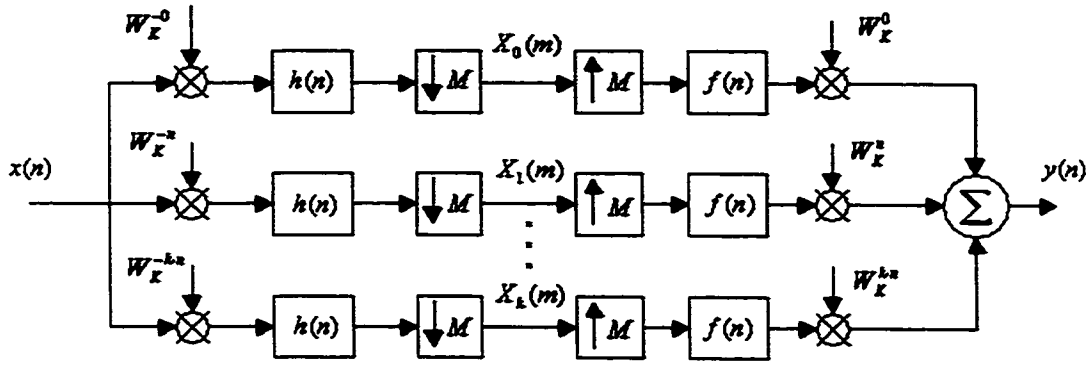 W_K^{-0} X_0(m) W_K^0
h(n) ↓ M ↑ M f(n)
x(n) W_K^{-n} X_1(m) W_K^n y(n)
h(n) ↓ M ↑ M f(n) Σ
W_K^{-kn} X_k(m) W_K^{kn}
h(n) ↓ M ↑ M f(n)